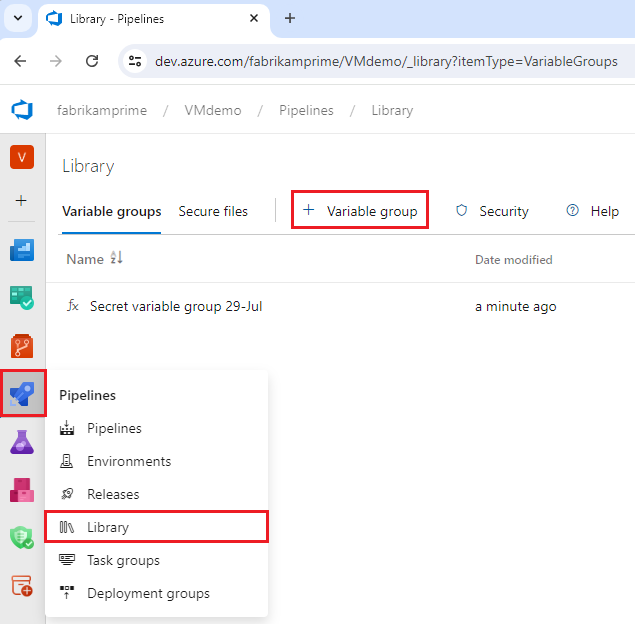 Library - Pipelines
dev.azure.com/fabrikamprime/VMdemo/_library?itemType=VariableGroups
fabrikamprime / VMdemo / Pipelines / Library
V
Library
Variable groups Secure files + Variable group Security Help
Name Date modified
fx Secret variable group 29-Jul a minute ago
Pipelines
Pipelines
Environments
Releases
Library
Task groups
Deployment groups